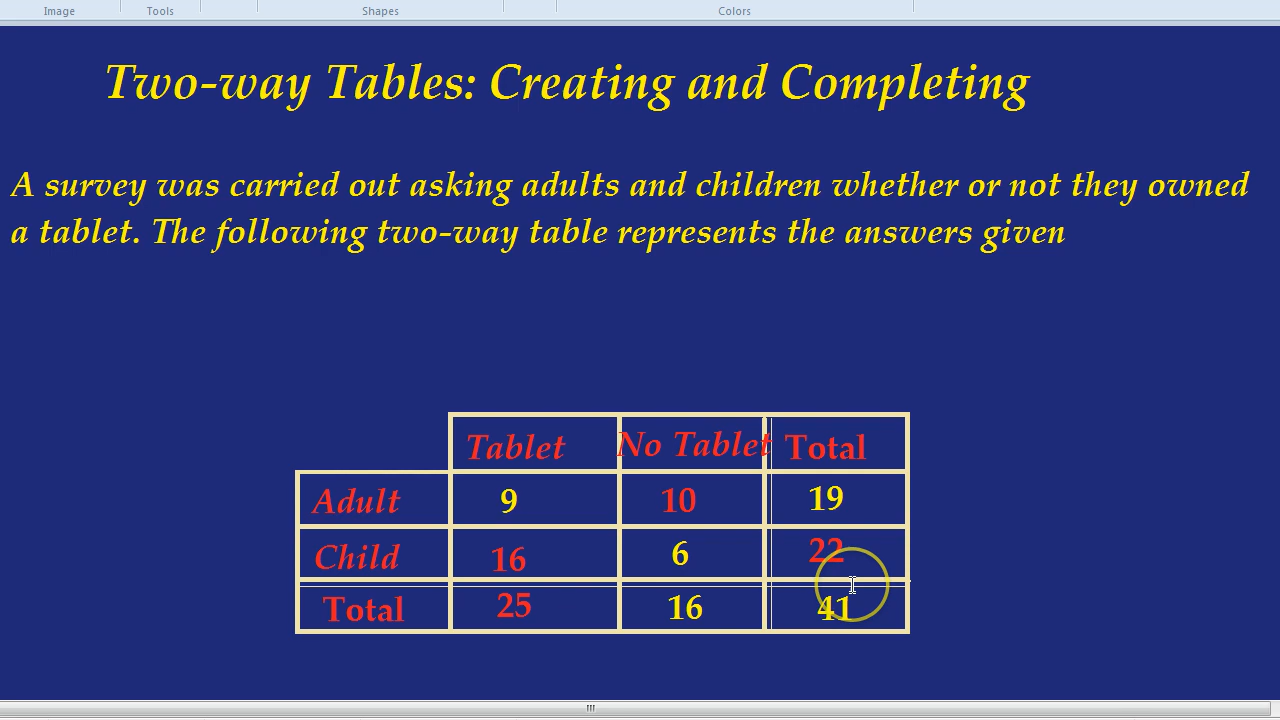 Image Tools Shapes Colors
Two-way Tables: Creating and Completing
A survey was carried out asking adults and children whether or not they owned
a tablet. The following two-way table represents the answers given
Tablet No Tablet Total
Adult 9 10 19
Child 16 6 22
Total 25 16 41